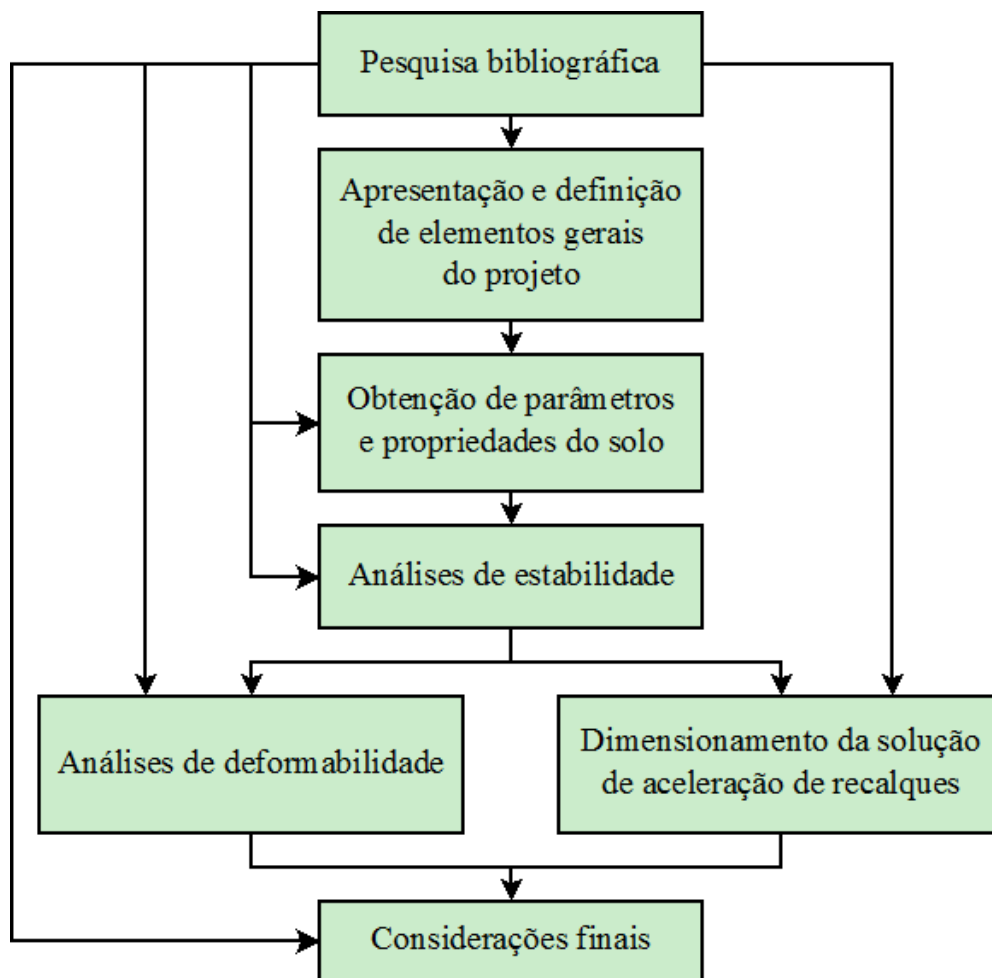 Pesquisa bibliográfica
Apresentação e definição
de elementos gerais
do projeto
Obtenção de parâmetros
e propriedades do solo
Análises de estabilidade
Análises de deformabilidade
Dimensionamento da solução
de aceleração de recalques
Considerações finais